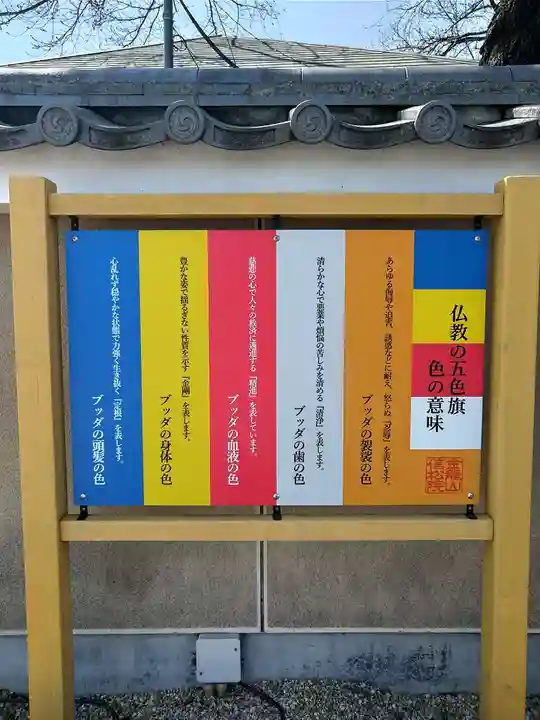 仏教の五色旗
色の意味
金龍山
信松院
あらゆる侮辱や迫害、誘惑などに耐え、怒らぬ「忍辱」を表します。
ブッダの袈裟の色
清らかな心で悪業や煩悩の苦しみを清める「清浄」を表します。
ブッダの歯の色
慈悲の心で人々の救済に邁進する「精進」を表しています。
ブッダの血液の色
豊かな姿で揺るぎない性質を示す「金剛」を表します。
ブッダの身体の色
心乱れず穏やかな状態で力強く生き抜く「定根」を表します。
ブッダの頭髪の色